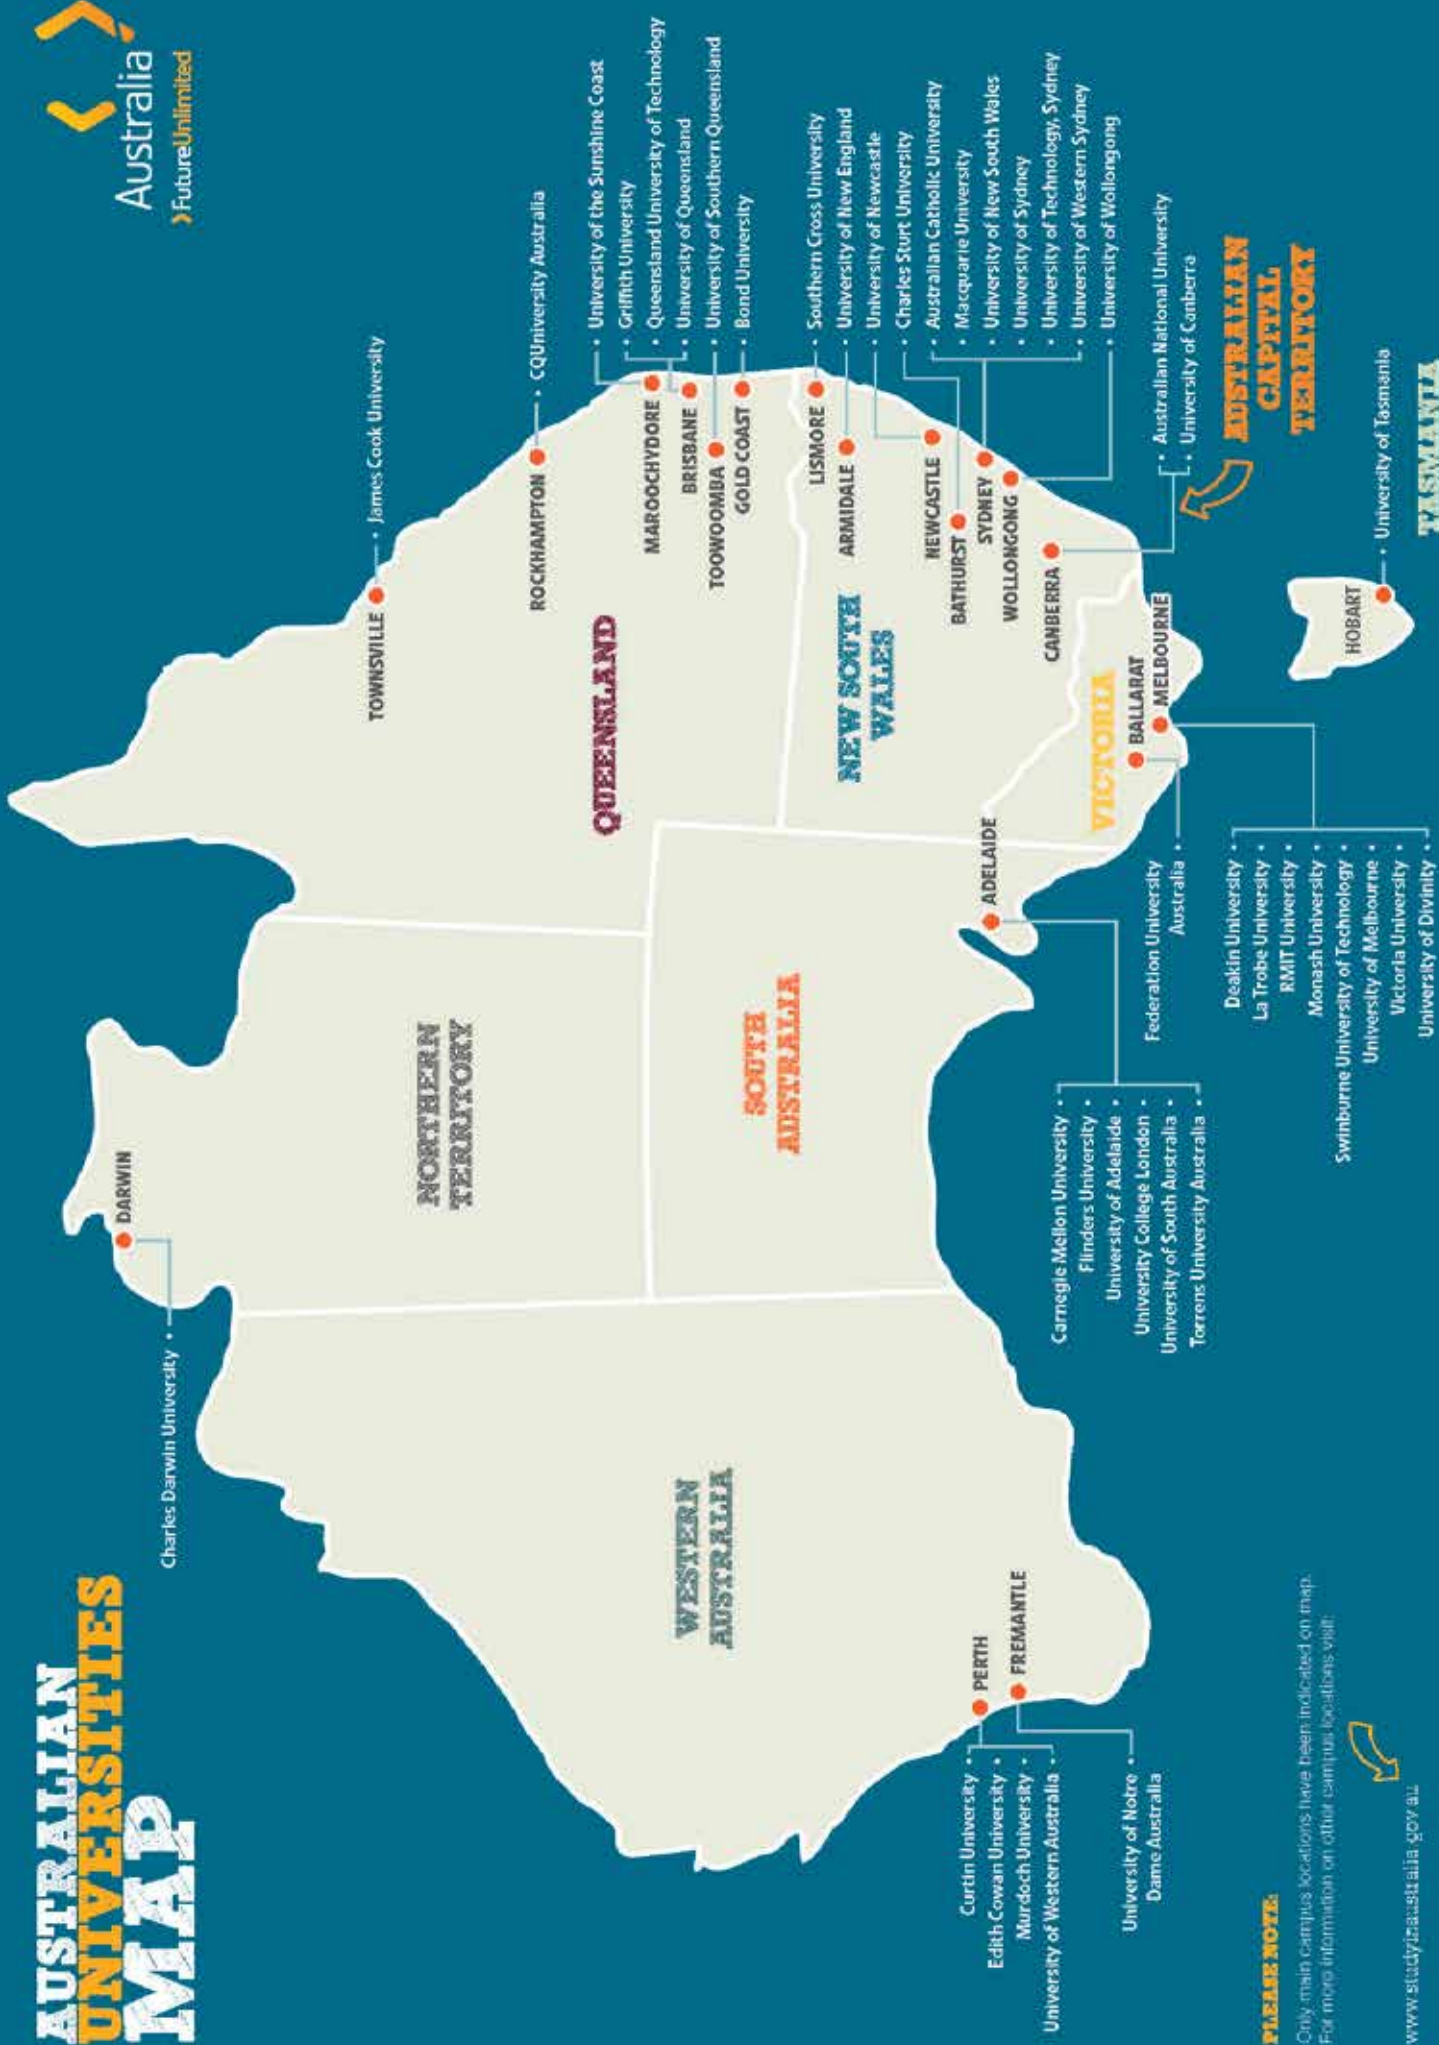 AUSTRALIAN
UNIVERSITIES
MAP
Australia
FutureUnlimited
Charles Darwin University
DARWIN
NORTHERN
TERRITORY
James Cook University
TOWNSVILLE
CQUniversity Australia
ROCKHAMPTON
QUEENSLAND
University of the Sunshine Coast
Griffith University
Queensland University of Technology
University of Queensland
University of Southern Queensland
Bond University
MAROOCHYDORE
BRISBANE
TOOWOOMBA
GOLD COAST
WESTERN
AUSTRALIA
SOUTH
AUSTRALIA
NEW SOUTH
WALES
LISMORE
ARMIDALE
NEWCASTLE
BATHURST
SYDNEY
WOLLONGONG
CANBERRA
Southern Cross University
University of New England
University of Newcastle
Charles Sturt University
Australian Catholic University
Macquarie University
University of New South Wales
University of Sydney
University of Technology, Sydney
University of Western Sydney
University of Wollongong
Australian National University
University of Canberra
AUSTRALIAN
CAPITAL
TERRITORY
PERTH
FREMANTLE
Curtin University
Edith Cowan University
Murdoch University
University of Western Australia
University of Notre
Dame Australia
ADELAIDE
Carnegie Mellon University
Flinders University
University of Adelaide
University College London
University of South Australia
Torrens University Australia
VICTORIA
BALLARAT
MELBOURNE
Federation University
Australia
Deakin University
La Trobe University
RMIT University
Monash University
Swinburne University of Technology
University of Melbourne
Victoria University
University of Divinity
HOBART
University of Tasmania
TASMANIA
PLEASE NOTE:
Only main campus locations have been indicated on map.
For more information on other campus locations visit:
www.studyinaustralia.gov.au